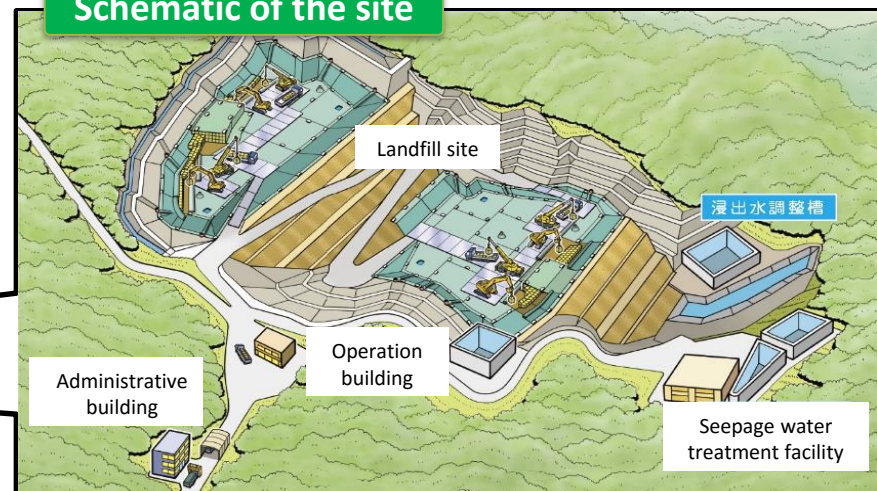 Schematic of the site
Landfill site
浸出水調整槽
Operation
building
Administrative
building
Seepage water
treatment facility